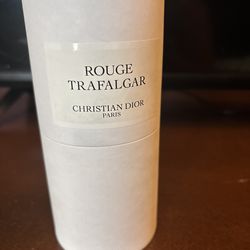 ROUGE
TRAFALGAR
CHRISTIAN DIOR
PARIS